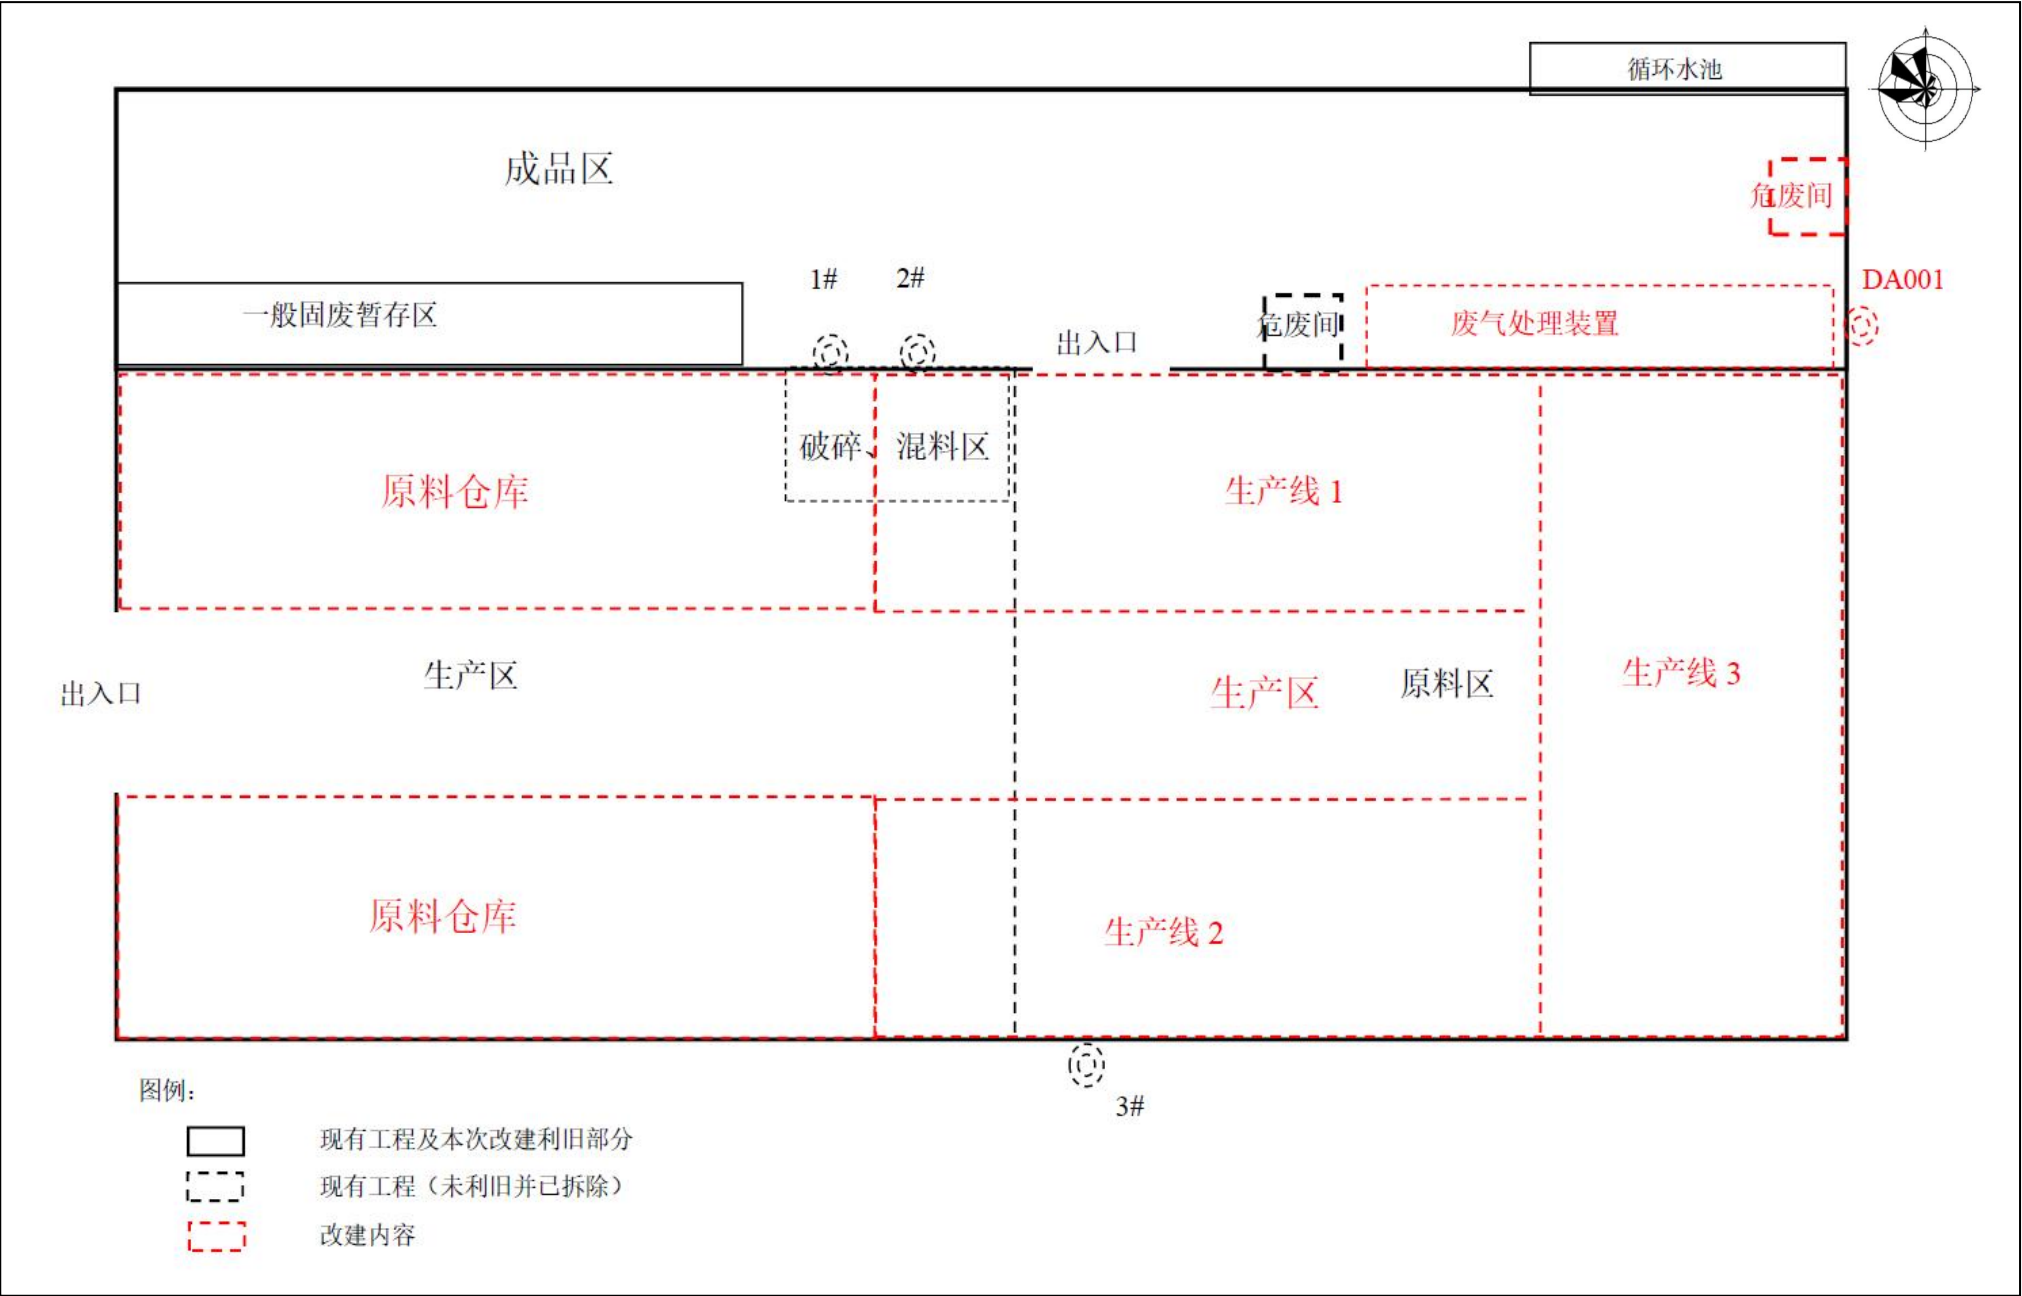 循环水池
成品区
危废间
1#
2#
DA001
一般固废暂存区
出入口
危废间
废气处理装置
破碎、混料区
原料仓库
生产线 1
出入口
生产区
生产区
原料区
生产线 3
原料仓库
生产线 2
3#
图例：
现有工程及本次改建利旧部分
现有工程（未利旧并已拆除）
改建内容